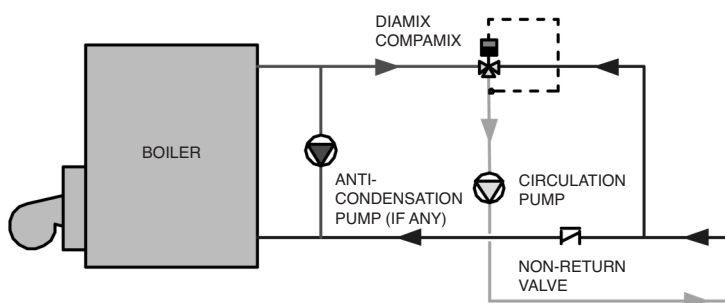 DIAMIX
COMPAMIX
BOILER
ANTI-
CONDENSATION
PUMP (IF ANY)
CIRCULATION
PUMP
NON-RETURN
VALVE